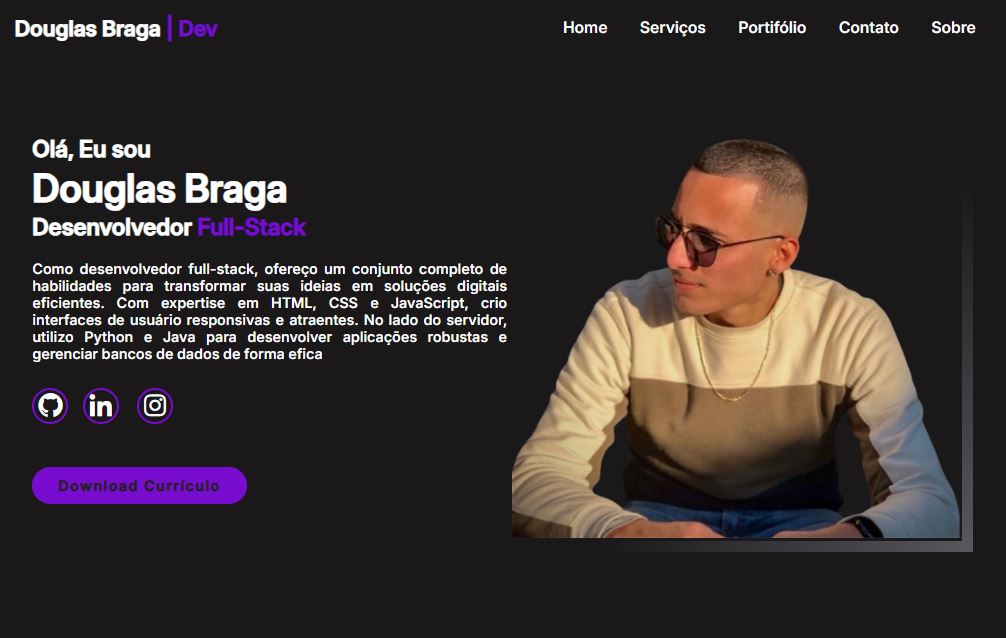 Douglas Braga | Dev
Home Serviços Portifólio Contato Sobre
Olá, Eu sou
Douglas Braga
Desenvolvedor Full-Stack
Como desenvolvedor full-stack, ofereço um conjunto completo de
habilidades para transformar suas ideias em soluções digitais
eficientes. Com expertise em HTML, CSS e JavaScript, crio
interfaces de usuário responsivas e atraentes. No lado do servidor,
utilizo Python e Java para desenvolver aplicações robustas e
gerenciar bancos de dados de forma efica
in
Download Currículo